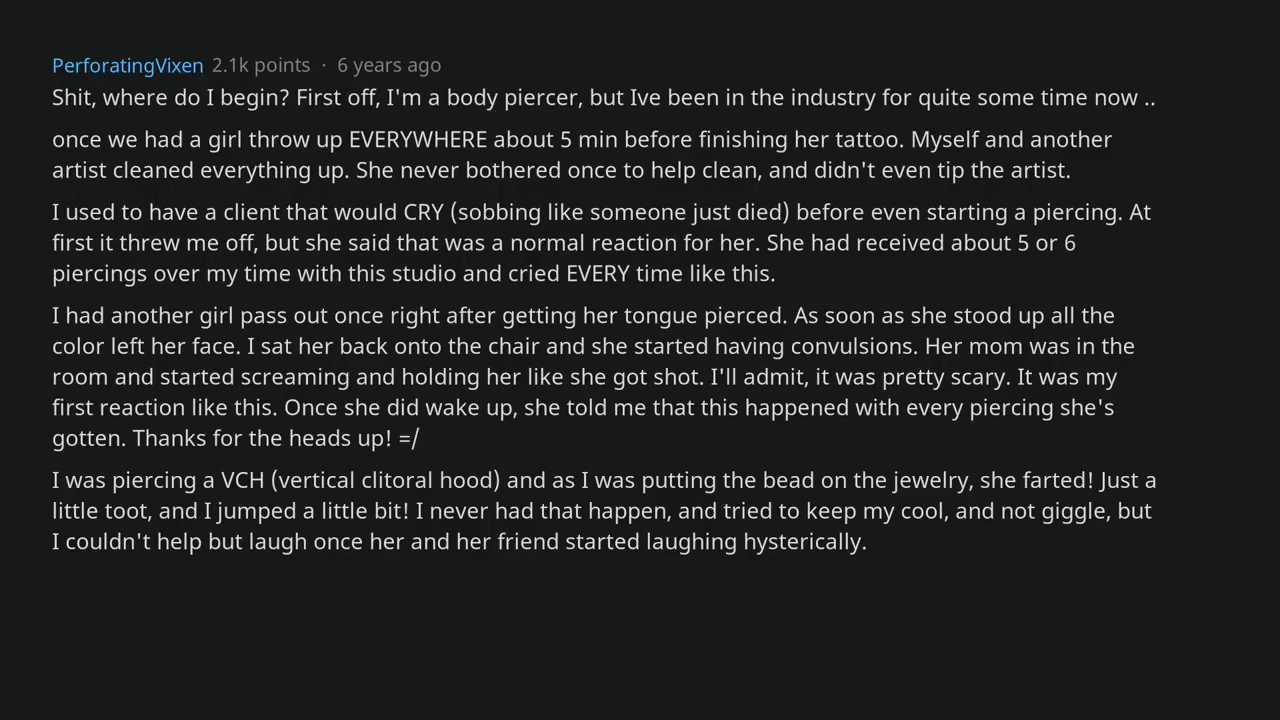 PerforatingVixen 2.1k points · 6 years ago
Shit, where do I begin? First off, I'm a body piercer, but Ive been in the industry for quite some time now ..
once we had a girl throw up EVERYWHERE about 5 min before finishing her tattoo. Myself and another
artist cleaned everything up. She never bothered once to help clean, and didn't even tip the artist.
I used to have a client that would CRY (sobbing like someone just died) before even starting a piercing. At
first it threw me off, but she said that was a normal reaction for her. She had received about 5 or 6
piercings over my time with this studio and cried EVERY time like this.
I had another girl pass out once right after getting her tongue pierced. As soon as she stood up all the
color left her face. I sat her back onto the chair and she started having convulsions. Her mom was in the
room and started screaming and holding her like she got shot. I'll admit, it was pretty scary. It was my
first reaction like this. Once she did wake up, she told me that this happened with every piercing she's
gotten. Thanks for the heads up! =/
I was piercing a VCH (vertical clitoral hood) and as I was putting the bead on the jewelry, she farted! Just a
little toot, and I jumped a little bit! I never had that happen, and tried to keep my cool, and not giggle, but
I couldn't help but laugh once her and her friend started laughing hysterically.